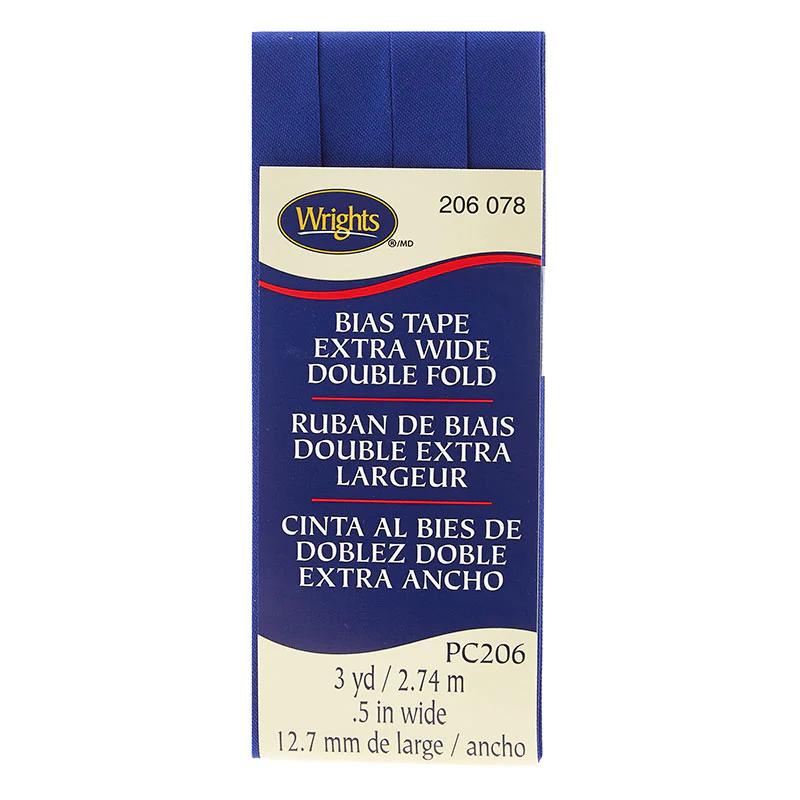 Wrights
®/MD
206 078
BIAS TAPE
EXTRA WIDE
DOUBLE FOLD
RUBAN DE BIAIS
DOUBLE EXTRA
LARGEUR
CINTA AL BIES DE
DOBLEZ DOBLE
EXTRA ANCHO
PC206
3 yd / 2.74 m
.5 in wide
12.7 mm de large / ancho